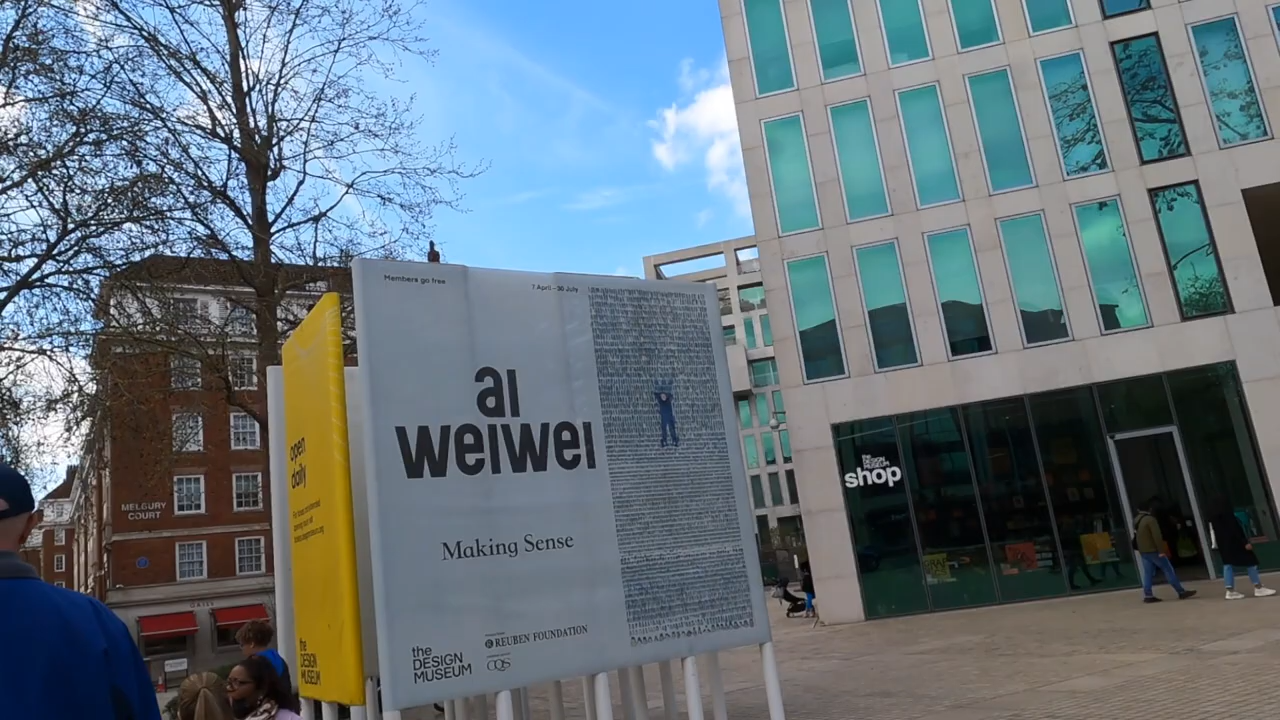 Members go free
7 April – 30 July
aI
weIweI
Making Sense
the
DESIGN
MUSEUM
REUBEN FOUNDATION
CQS
open
daily
the
DESIGN
MUSEUM
MELBURY
COURT
the
DESIGN
MUSEUM
shop